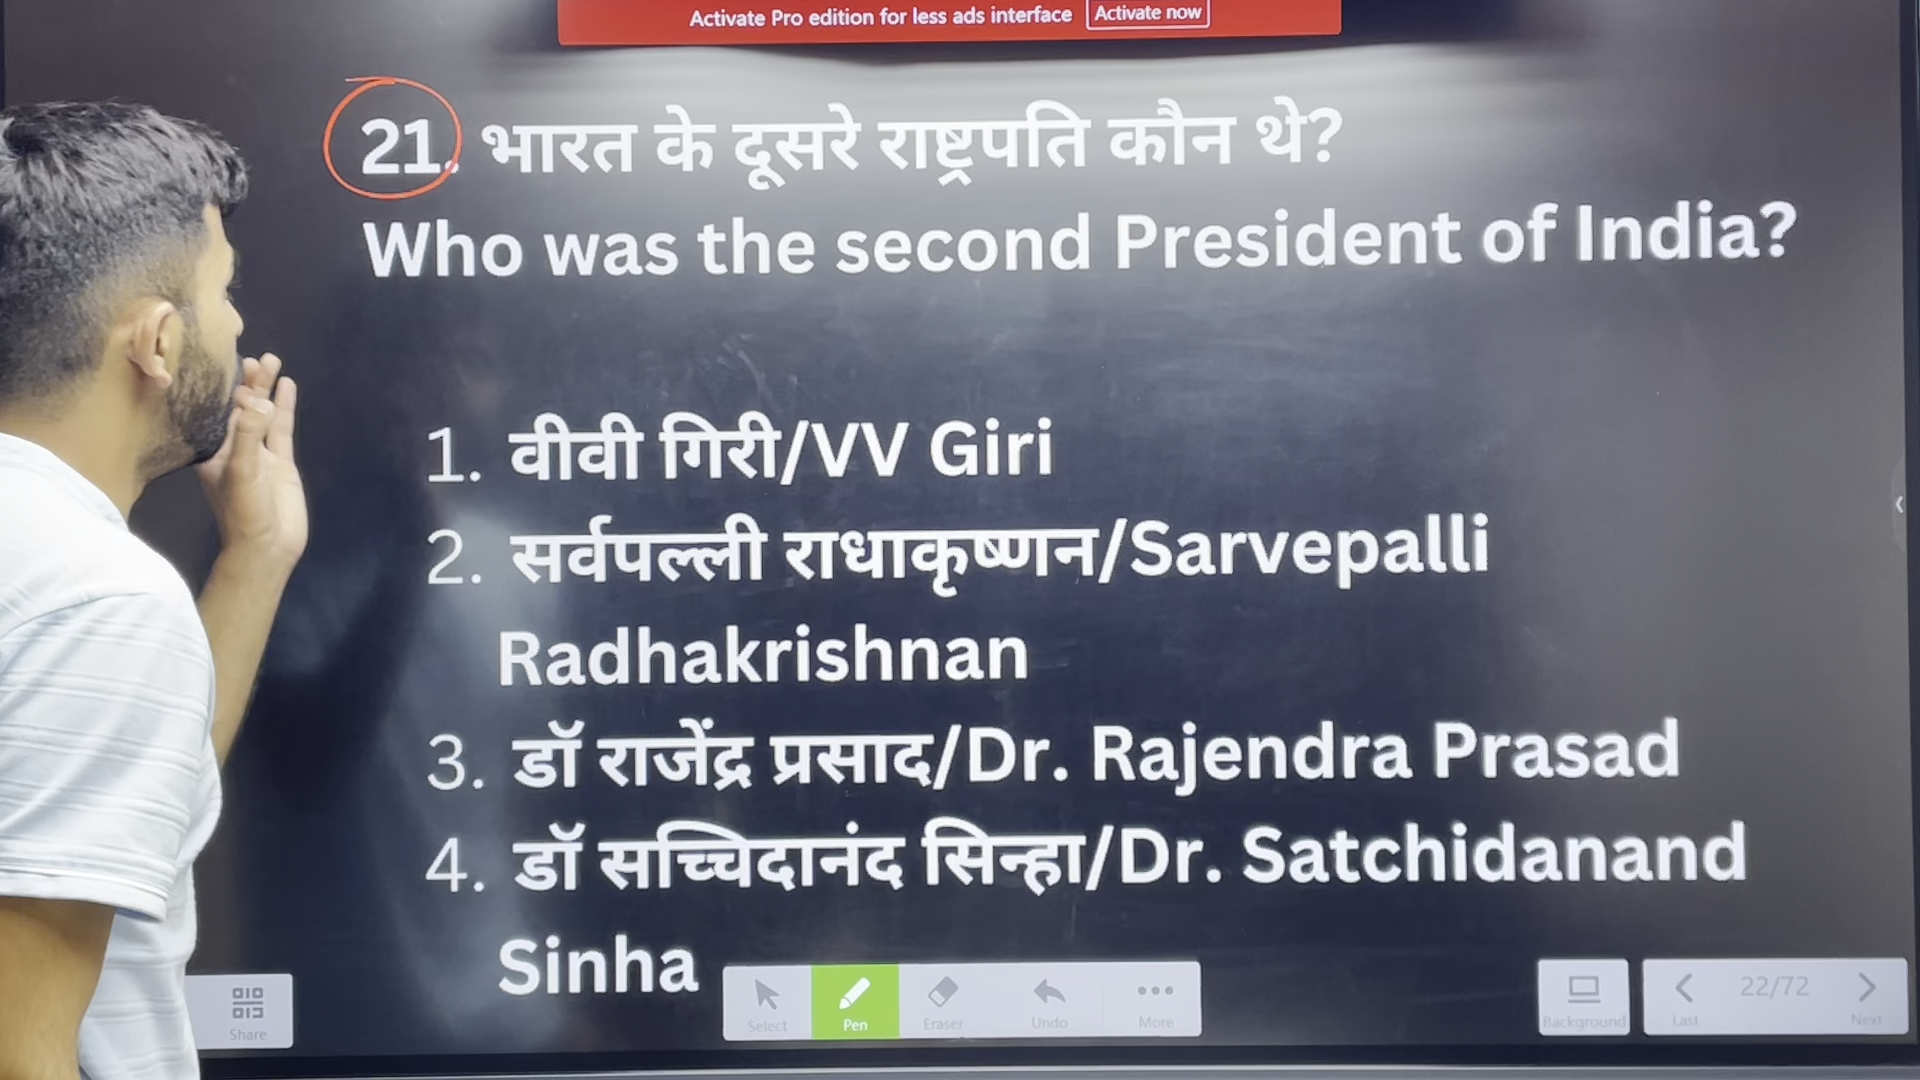 Activate Pro edition for less ads interface Activate now
21. भारत के दूसरे राष्ट्रपति कौन थे?
Who was the second President of India?
1. वीवी गिरी/VV Giri
2. सर्वपल्ली राधाकृष्णन/Sarvepalli
Radhakrishnan
3. डॉ राजेंद्र प्रसाद/Dr. Rajendra Prasad
4. डॉ सच्चिदानंद सिन्हा/Dr. Satchidanand
Sinha
Share Select Pen Eraser Undo More Background Last 22/72 Next